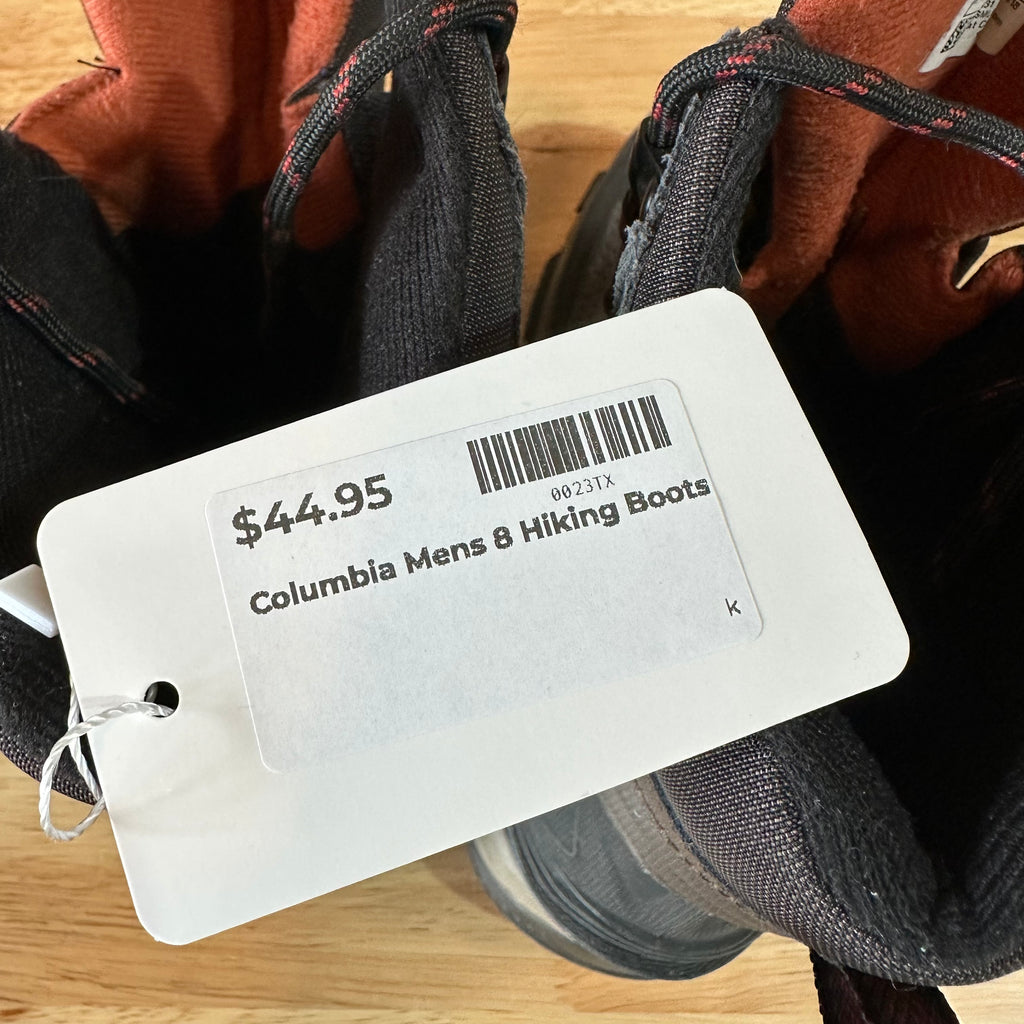 $44.95
0023TX
Columbia Mens 8 Hiking Boots
k